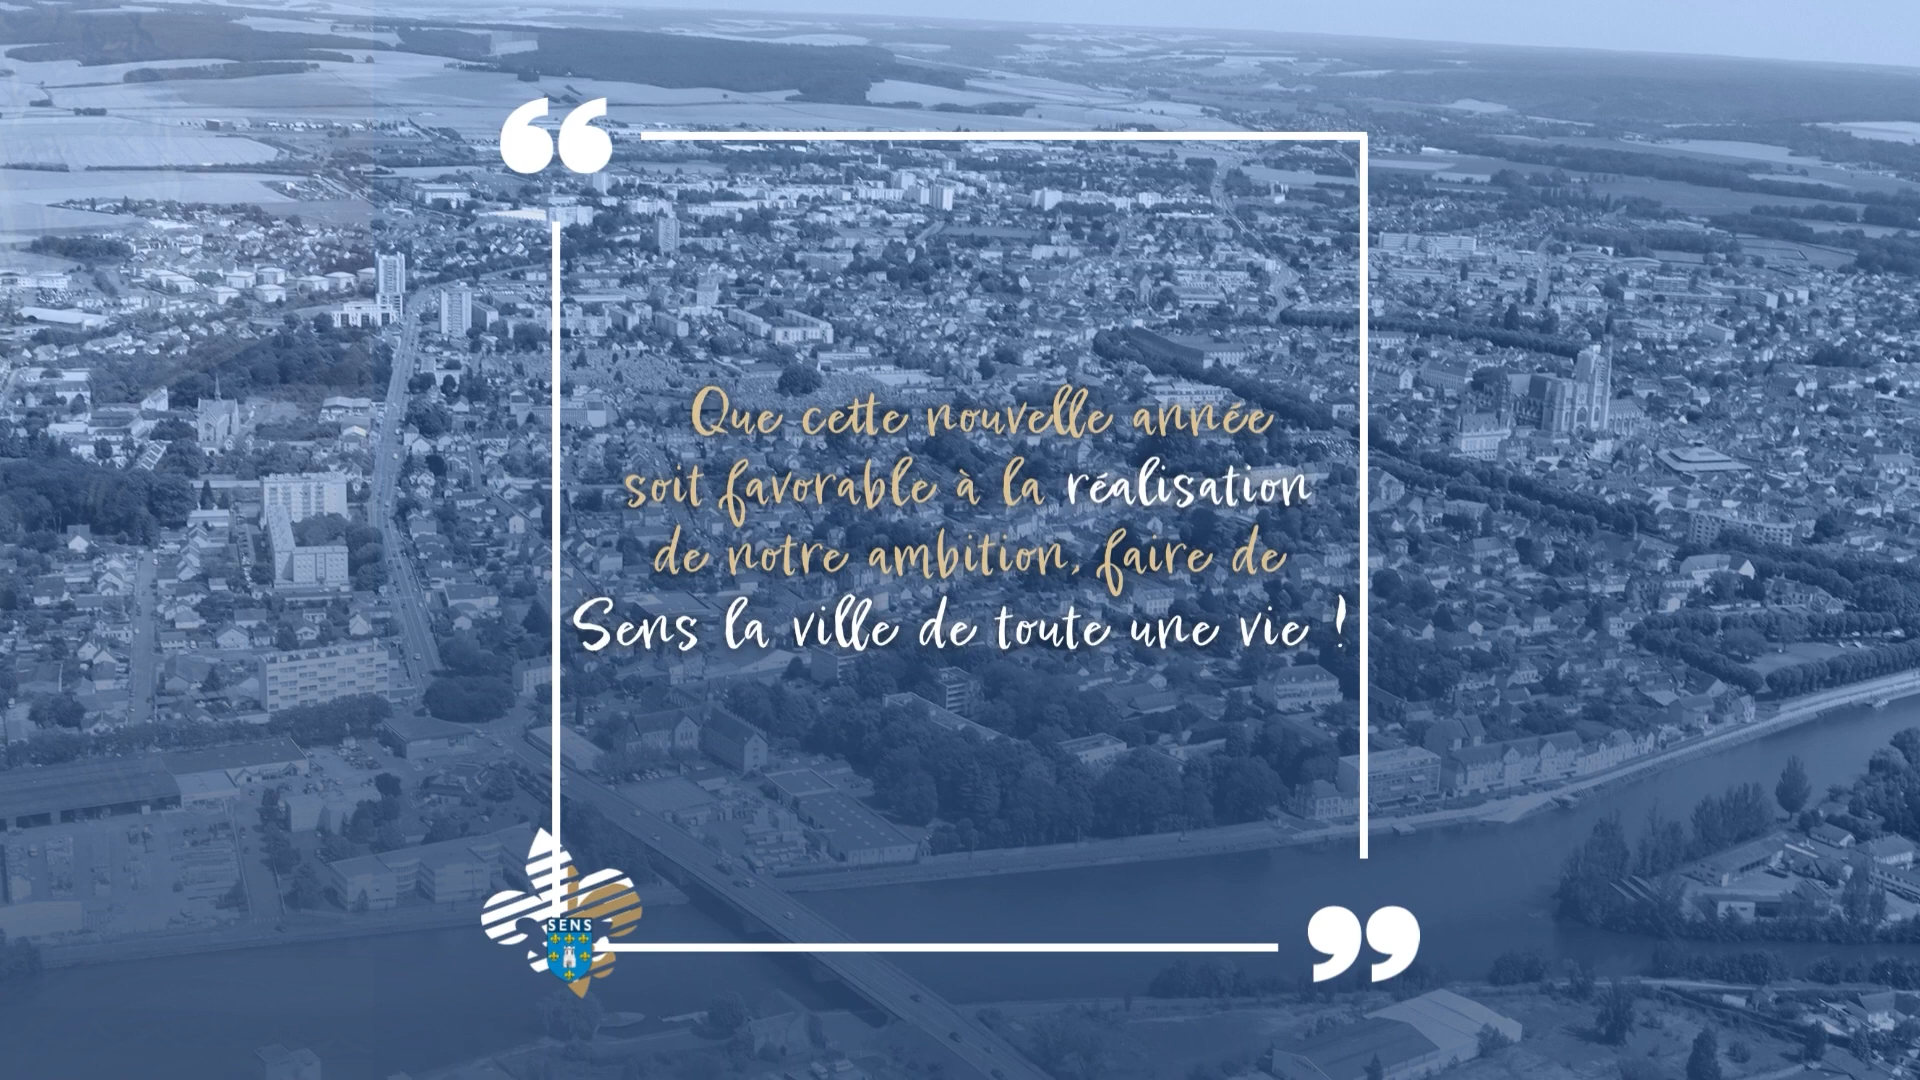 Que cette nouvelle année
soit favorable à la réalisation
de notre ambition, faire de
Sens la ville de toute une vie !
SENS